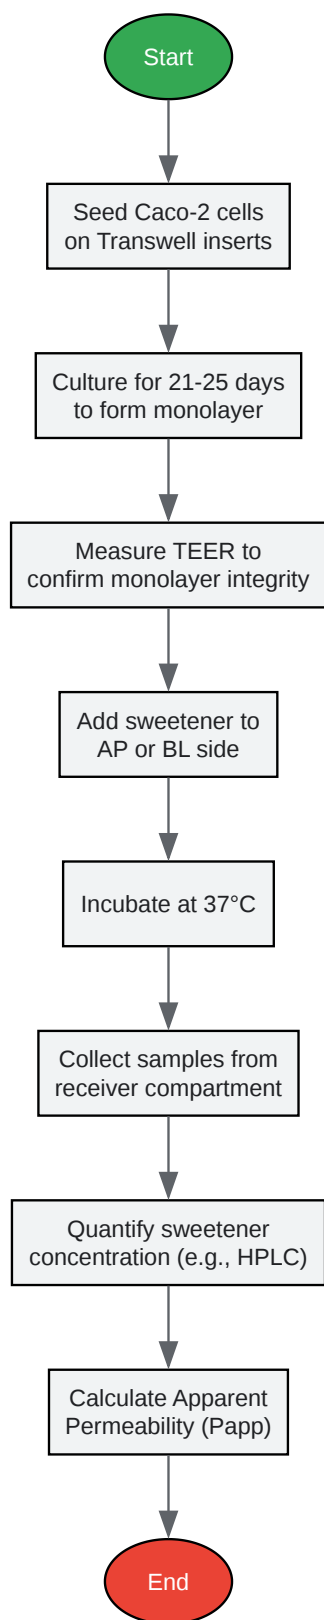 Start
Seed Caco-2 cells
on Transwell inserts
Culture for 21-25 days
to form monolayer
Measure TEER to
confirm monolayer integrity
Add sweetener to
AP or BL side
Incubate at 37°C
Collect samples from
receiver compartment
Quantify sweetener
concentration (e.g., HPLC)
Calculate Apparent
Permeability (Papp)
End